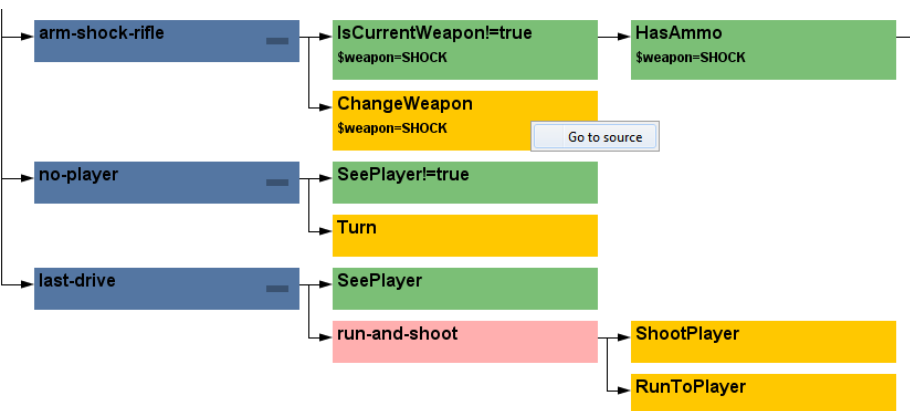 arm-shock-rifle
IsCurrentWeapon!=true
$weapon=SHOCK
HasAmmo
$weapon=SHOCK
ChangeWeapon
$weapon=SHOCK
Go to source
no-player
SeePlayer!=true
Turn
last-drive
SeePlayer
run-and-shoot
ShootPlayer
RunToPlayer